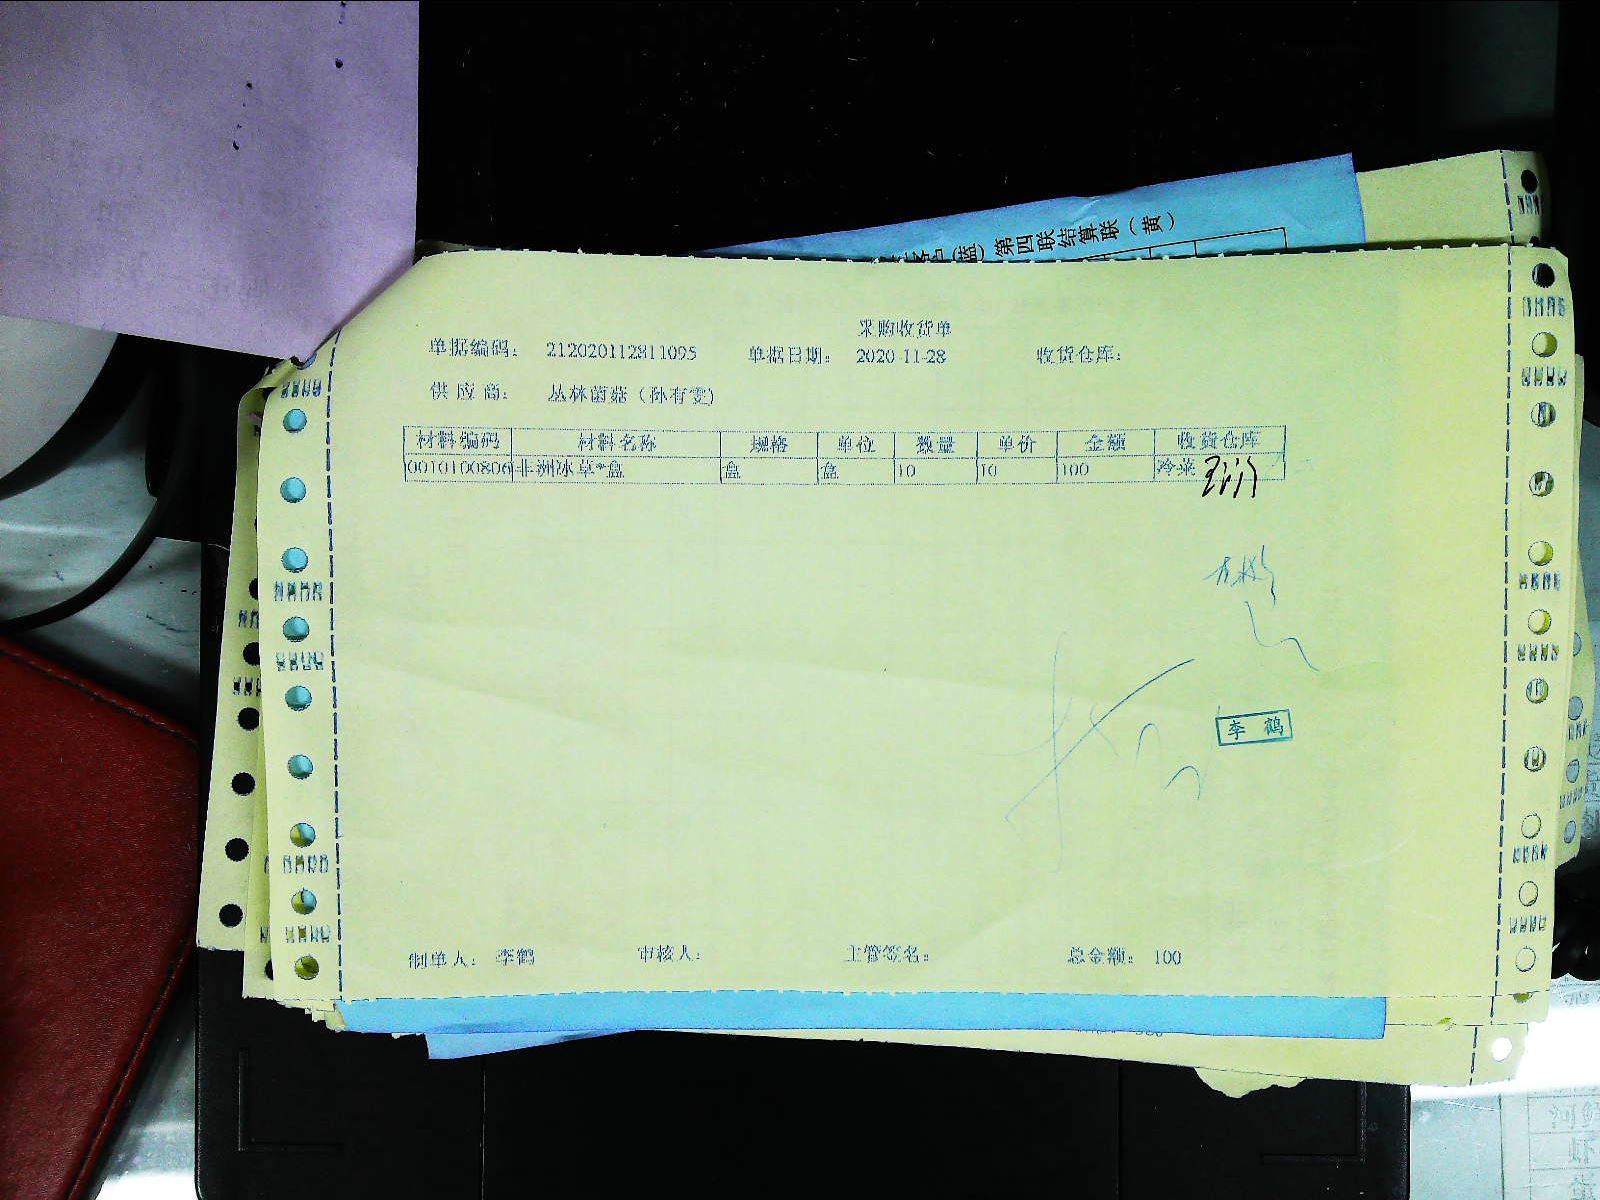 第四联结算联（黄）
采购收货单
单据编码： 212020112811095 单据日期： 2020-11-28 收货仓库：
供应商： 丛林菌菇（孙有雯)
材料编码 材料名称 规格 单位 数量 单价 金额 收货仓库
0010100806 非洲冰草*盒 盒 盒 10 10 100 冷菜
李鹤
制单人： 李鹤 审核人： 主管签名： 总金额： 100